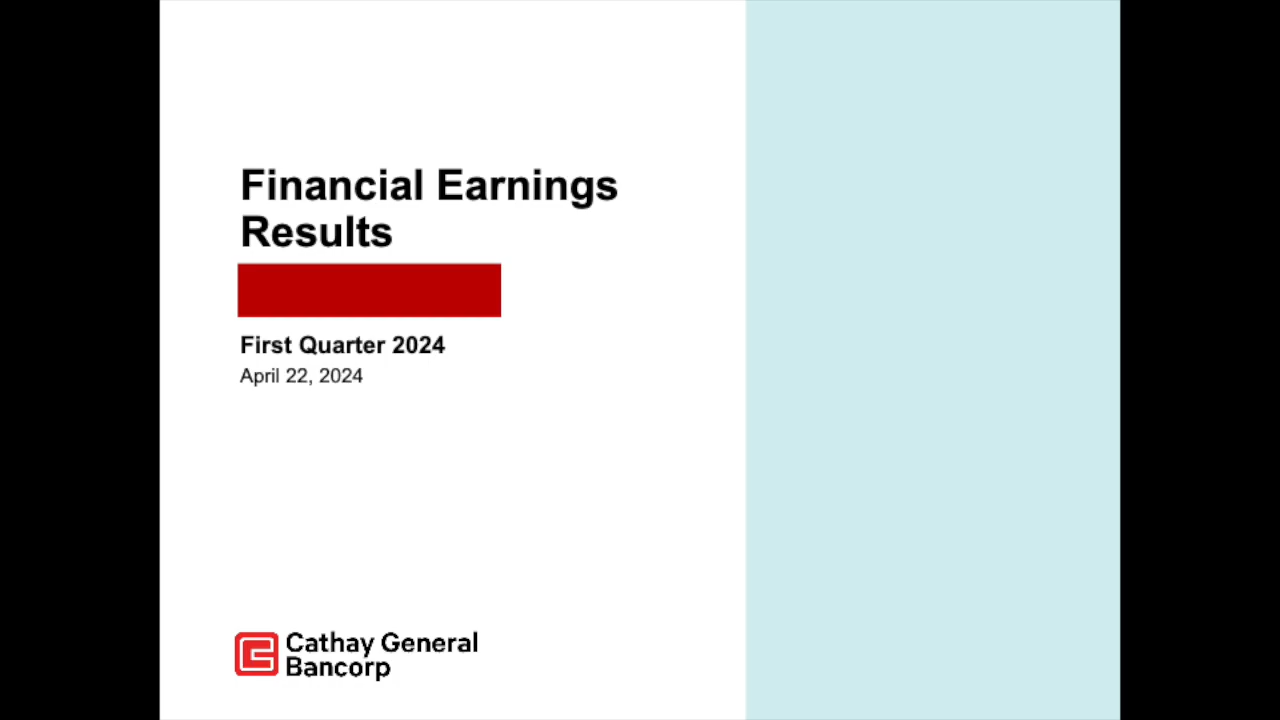 Financial Earnings
Results
First Quarter 2024
April 22, 2024
Cathay General
Bancorp